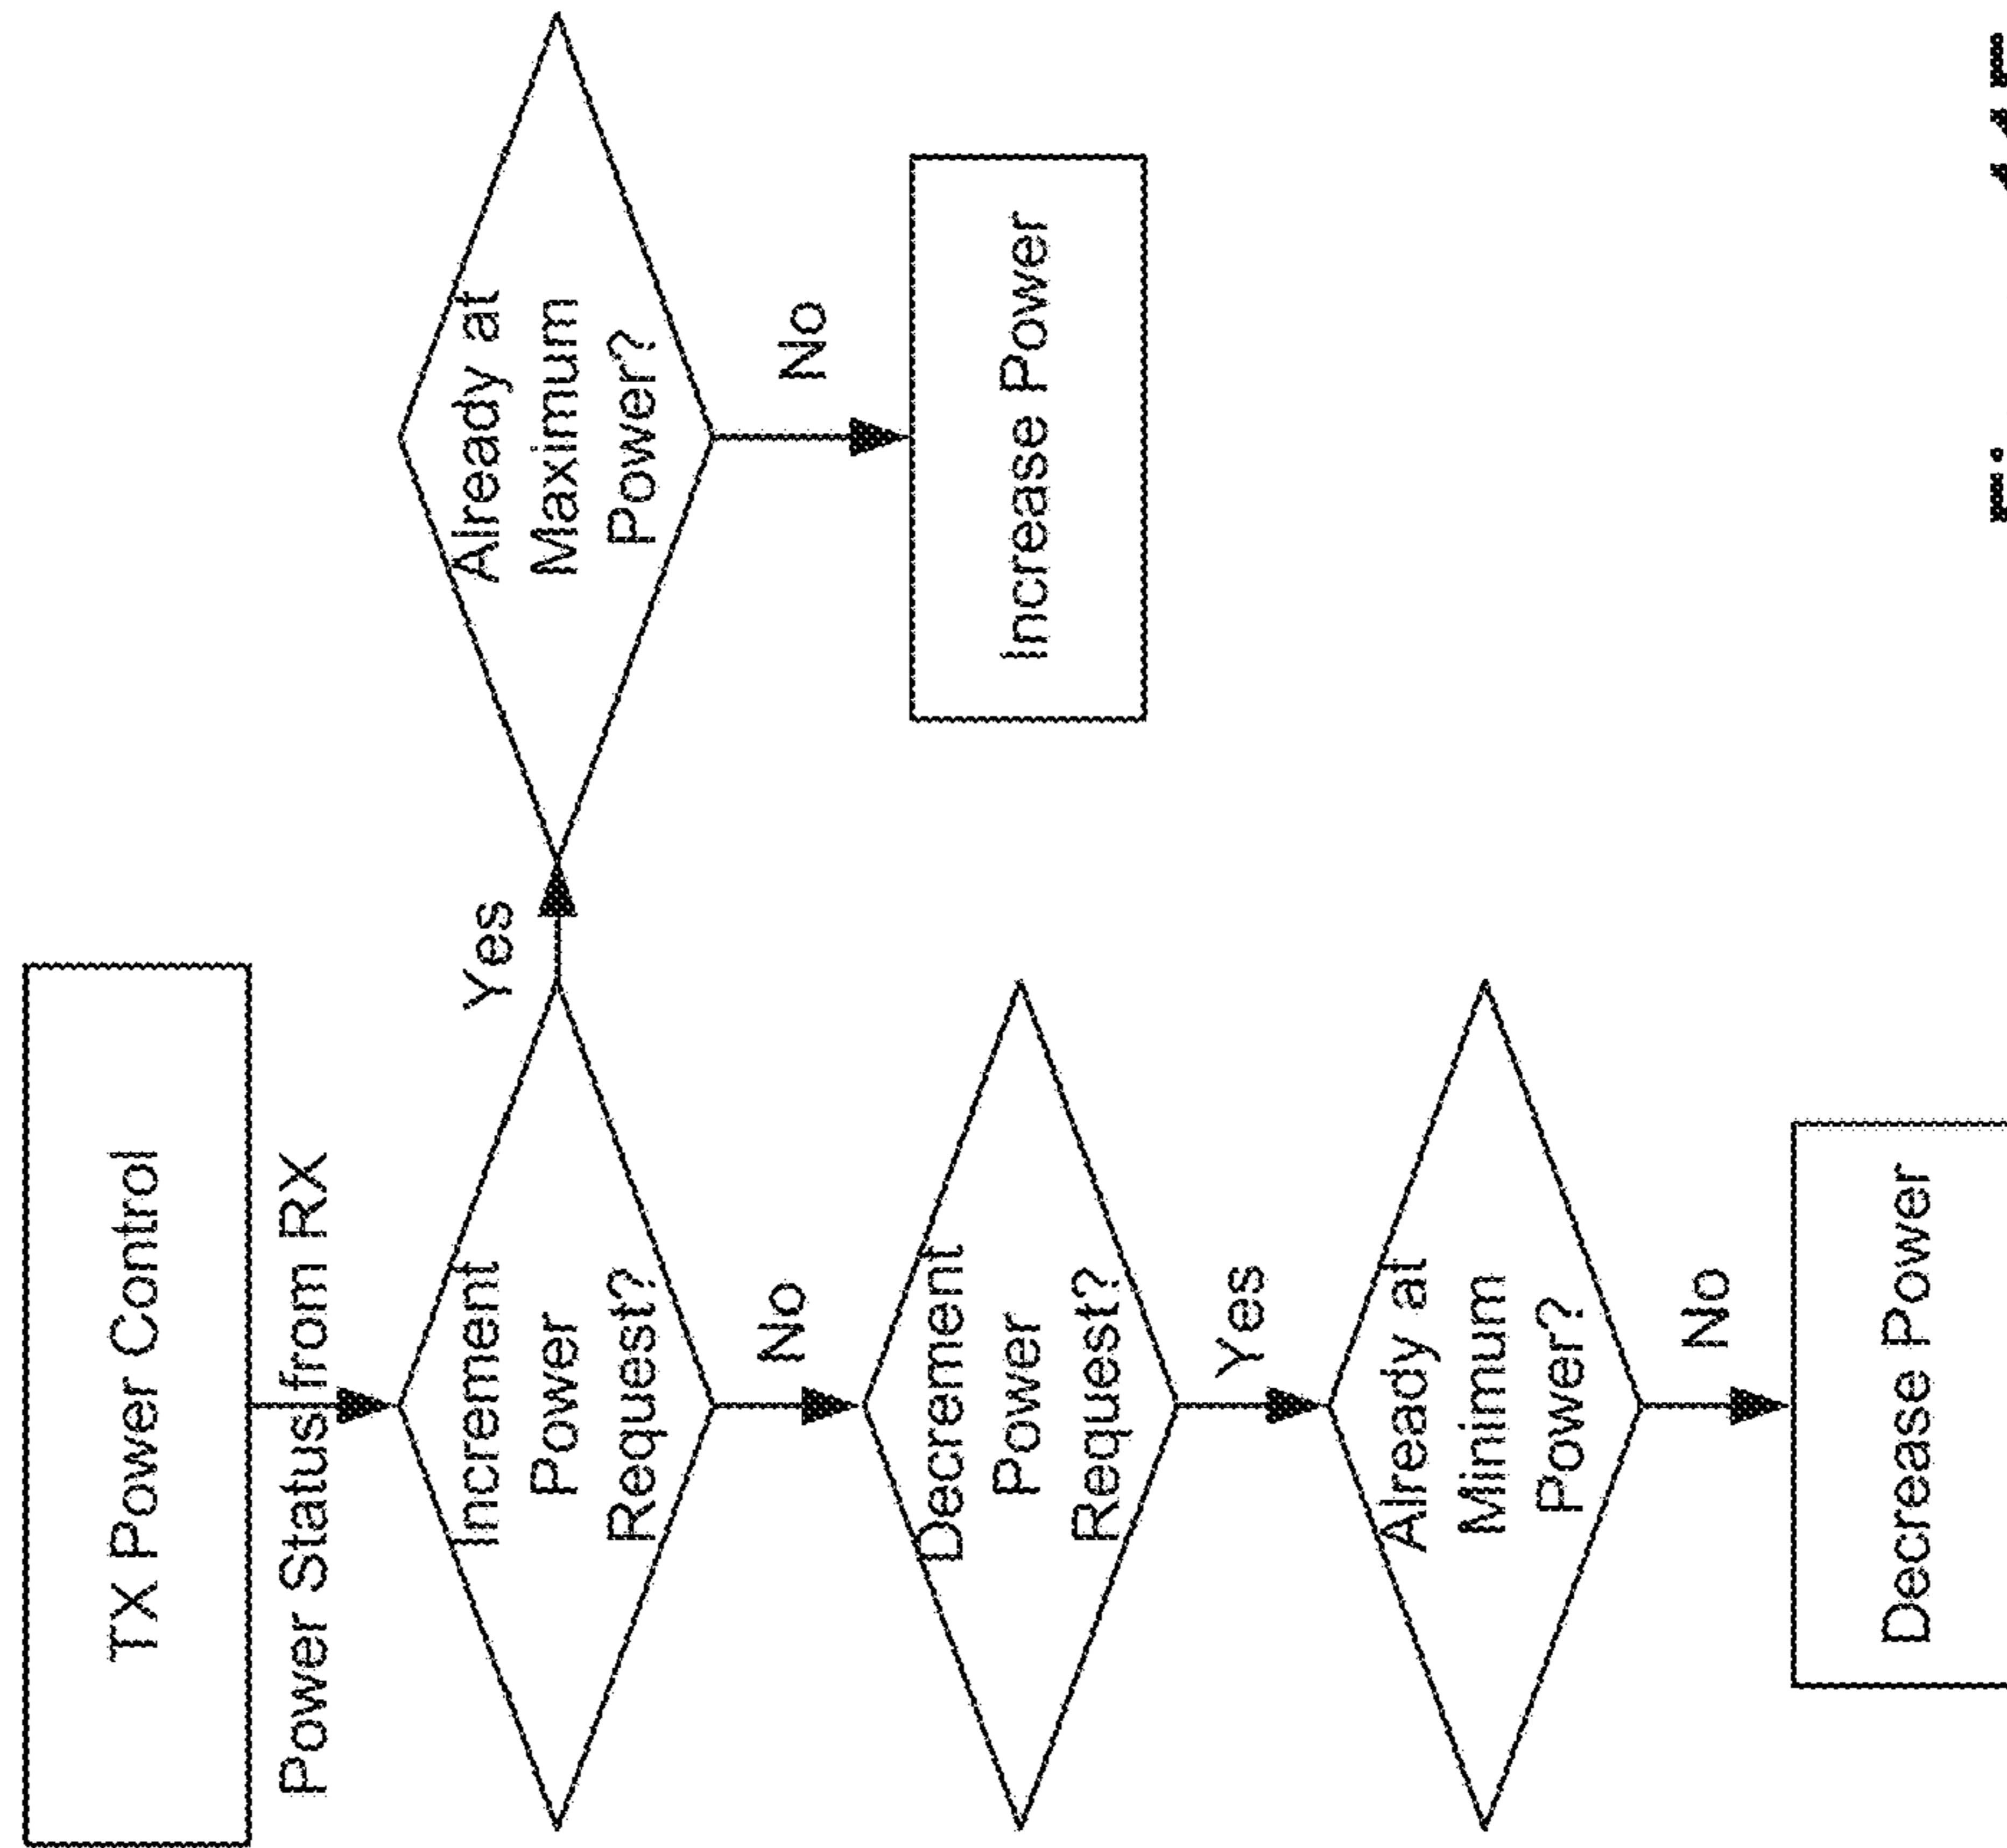 TX Power Control
Power Status from RX
Increment
Power
Request?
Yes
Already at
Maximum
Power?
No
Increase Power
No
Decrement
Power
Request?
Yes
Already at
Minimum
Power?
No
Decrease Power